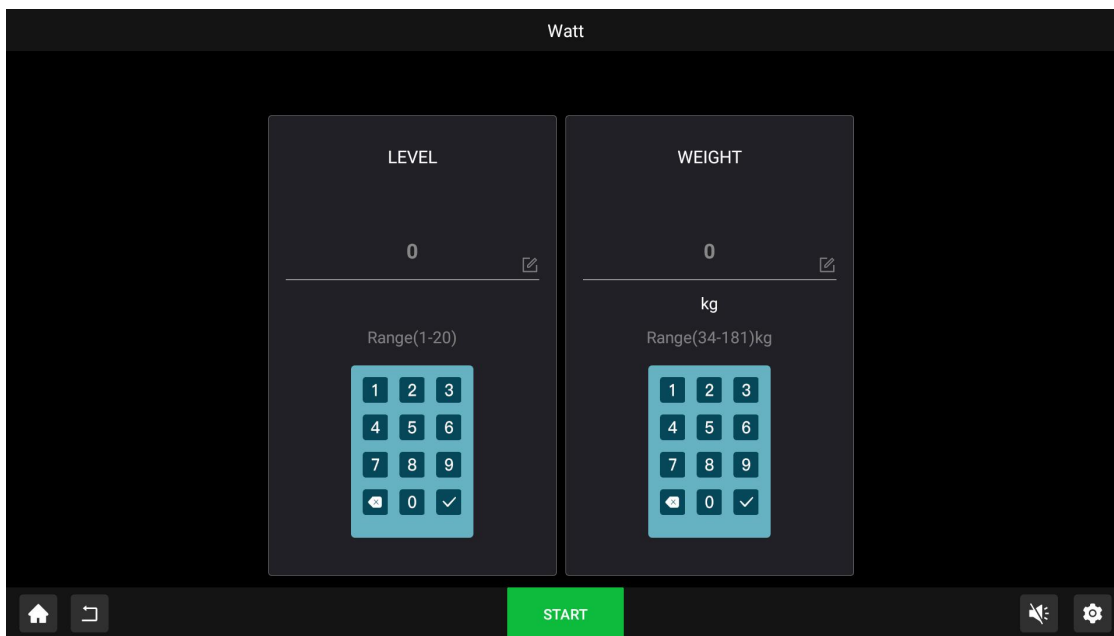 Watt
LEVEL
0
Range(1-20)
1 2 3
4 5 6
7 8 9
0
WEIGHT
0
kg
Range(34-181)kg
1 2 3
4 5 6
7 8 9
0
START